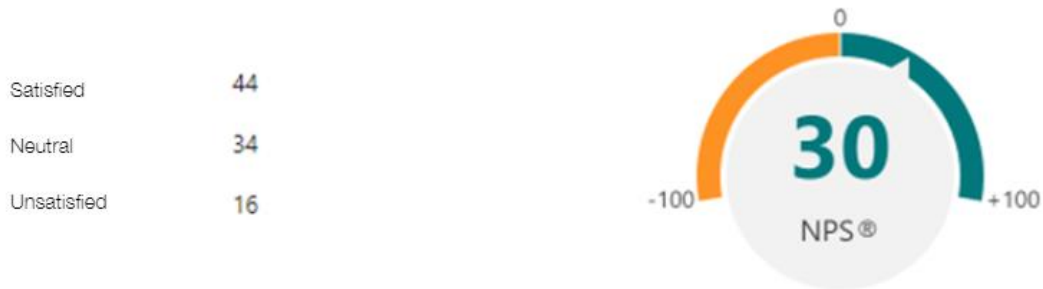 Satisfied 44
Neutral 34
Unsatisfied 16
0
30
-100
+100
NPS®